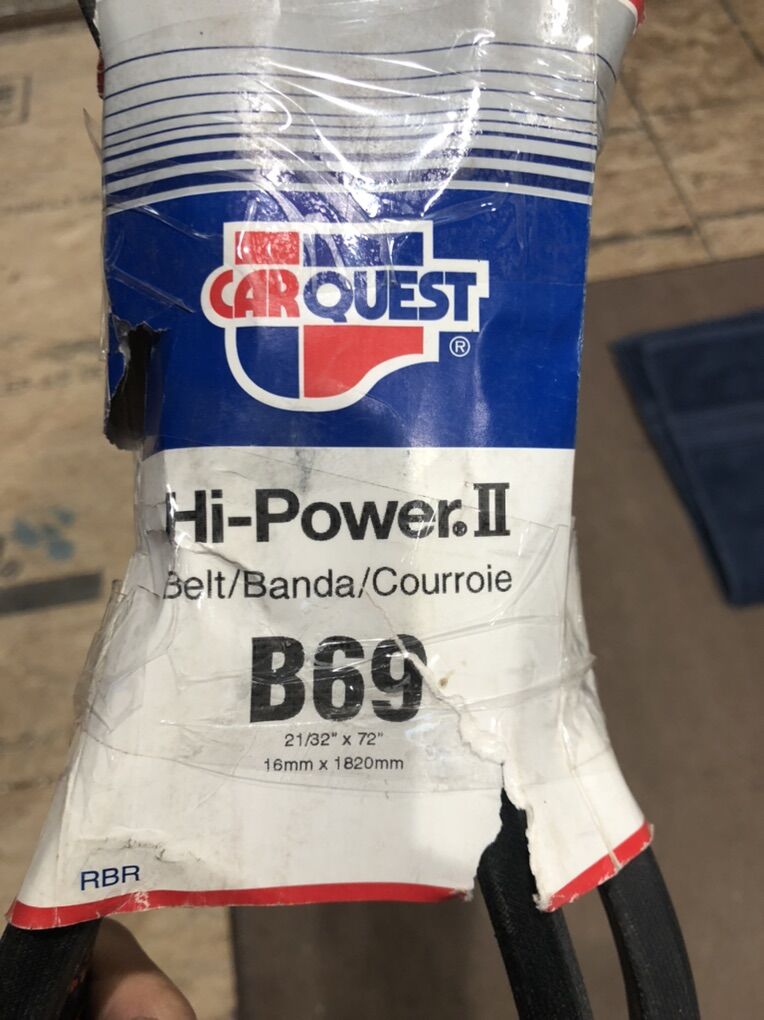 CARQUEST
®
Hi-Power® II
Belt/Banda/Courroie
B69
21/32" x 72"
16mm x 1820mm
RBR